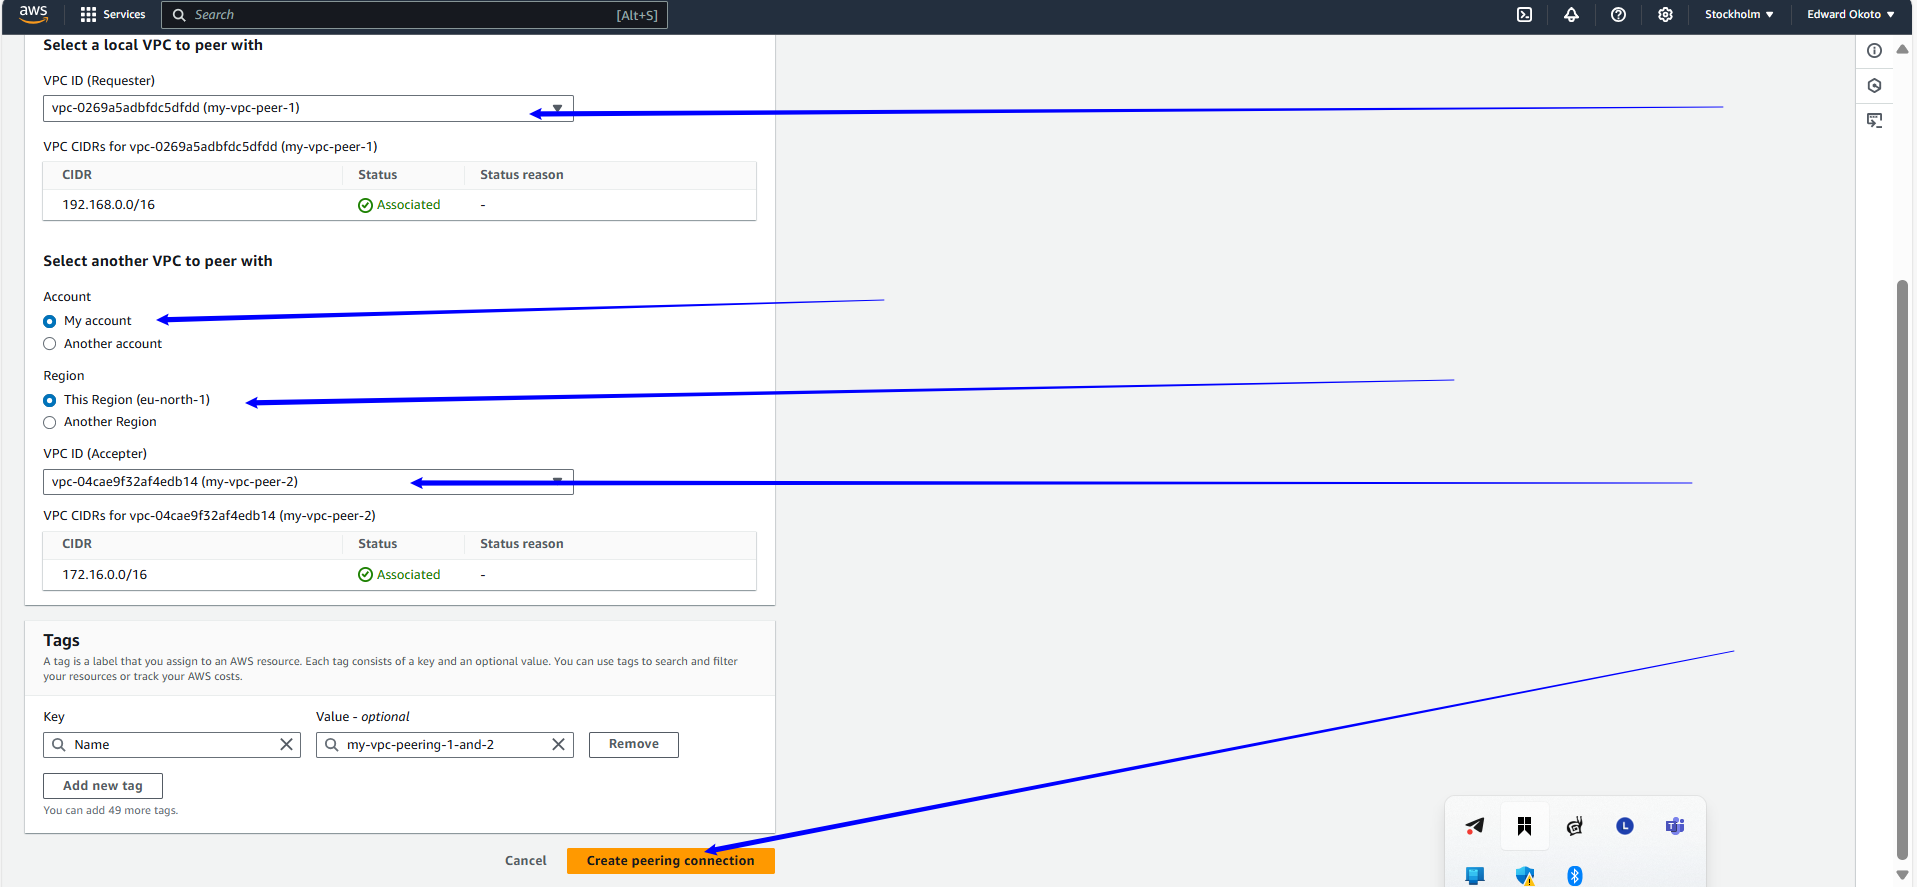 aws Services Search [Alt+S] Stockholm Edward Okoto
Select a local VPC to peer with
VPC ID (Requester)
vpc-0269a5adbfdc5dfdd (my-vpc-peer-1)
VPC CIDRs for vpc-0269a5adbfdc5dfdd (my-vpc-peer-1)
CIDR Status Status reason
192.168.0.0/16 Associated -
Select another VPC to peer with
Account
My account
Another account
Region
This Region (eu-north-1)
Another Region
VPC ID (Accepter)
vpc-04cae9f32af4edb14 (my-vpc-peer-2)
VPC CIDRs for vpc-04cae9f32af4edb14 (my-vpc-peer-2)
CIDR Status Status reason
172.16.0.0/16 Associated -
Tags
A tag is a label that you assign to an AWS resource. Each tag consists of a key and an optional value. You can use tags to search and filter
your resources or track your AWS costs.
Key Value - optional
Name my-vpc-peering-1-and-2 Remove
Add new tag
You can add 49 more tags.
Cancel Create peering connection
L
T